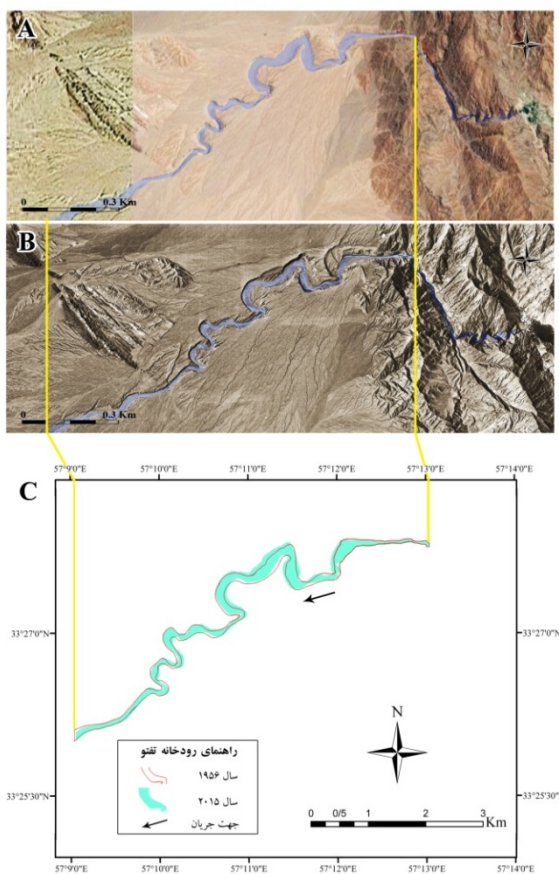 A
0 0.3 Km
B
0 0.3 Km
57°9'0"E 57°10'0"E 57°11'0"E 57°12'0"E 57°13'0"E 57°14'0"E
C
33°27'0"N 33°27'0"N
N
راهنمای رودخانه تفتو
سال ۱۹۵۶
سال ۲۰۱۵
جهت جریان
33°25'30"N 33°25'30"N
0 0/5 1 2 3 Km
57°9'0"E 57°10'0"E 57°11'0"E 57°12'0"E 57°13'0"E 57°14'0"E